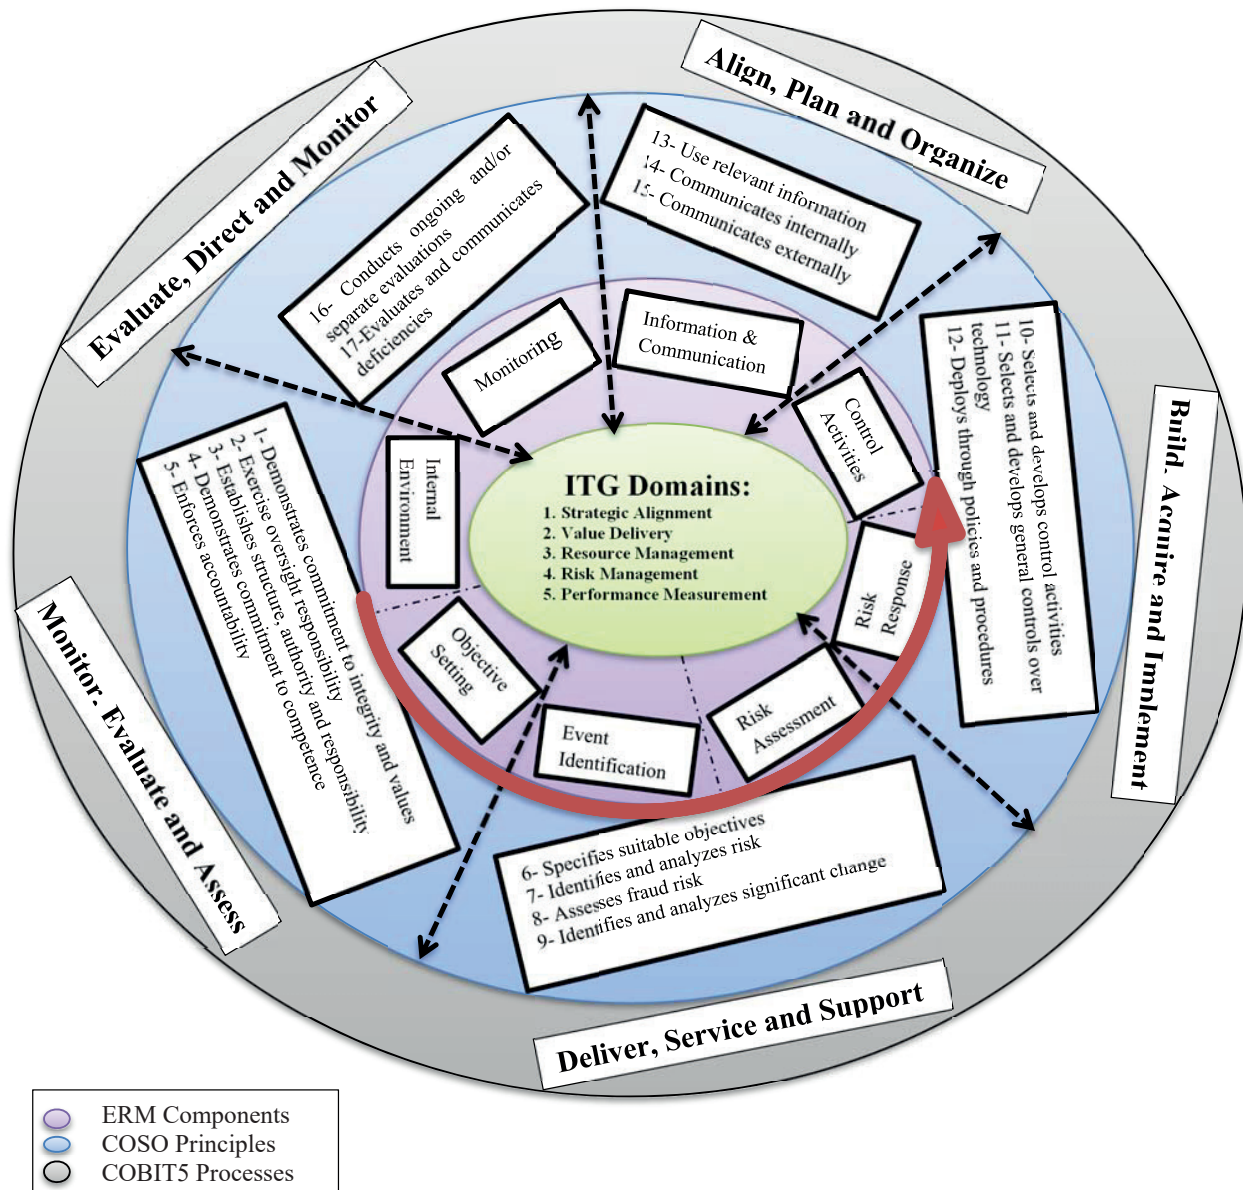 Align, Plan and Organize
Evaluate, Direct and Monitor
13- Use relevant information
14- Communicates internally
15- Communicates externally
16- Conducts ongoing and/or
separate evaluations
17-Evaluates and communicates
deficiencies
Monitoring
Information &
Communication
Control
Activities
10- Selects and develops control activities
11- Selects and develops general controls over
technology
12- Deploys through policies and procedures
Build. Acquire and Implement
Internal
Environment
ITG Domains:
1. Strategic Alignment
2. Value Delivery
3. Resource Management
4. Risk Management
5. Performance Measurement
1- Demonstrates commitment to integrity and values
2- Exercise oversight responsibility
3- Establishes structure, authority and responsibility
4- Demonstrates commitment to competence
5- Enforces accountability
Risk
Response
Objective
Setting
Event
Identification
Risk
Assessment
Monitor. Evaluate and Assess
6- Specifies suitable objectives
7- Identifies and analyzes risk
8- Assesses fraud risk
9- Identifies and analyzes significant change
Deliver, Service and Support
ERM Components
COSO Principles
COBIT5 Processes